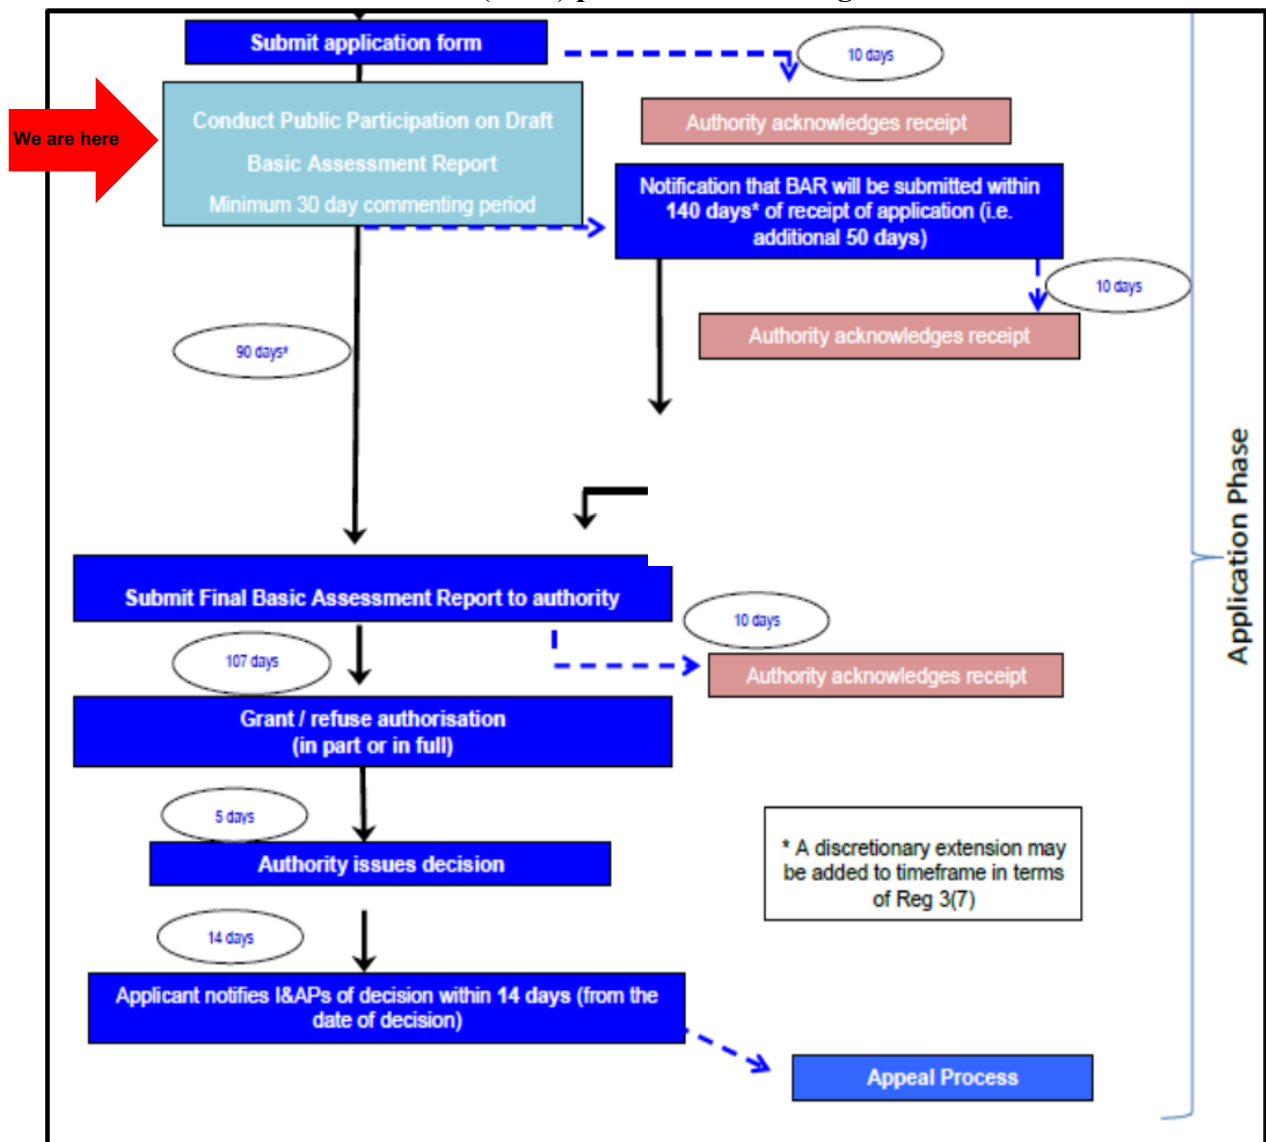 Submit application form
10 days
We are here
Conduct Public Participation on Draft
Basic Assessment Report
Minimum 30 day commenting period
Authority acknowledges receipt
Notification that BAR will be submitted within
140 days* of receipt of application (i.e.
additional 50 days)
10 days
Authority acknowledges receipt
90 days*
Application Phase
Submit Final Basic Assessment Report to authority
10 days
107 days
Authority acknowledges receipt
Grant / refuse authorisation
(in part or in full)
5 days
* A discretionary extension may
be added to timeframe in terms
of Reg 3(7)
Authority issues decision
14 days
Applicant notifies I&APs of decision within 14 days (from the
date of decision)
Appeal Process